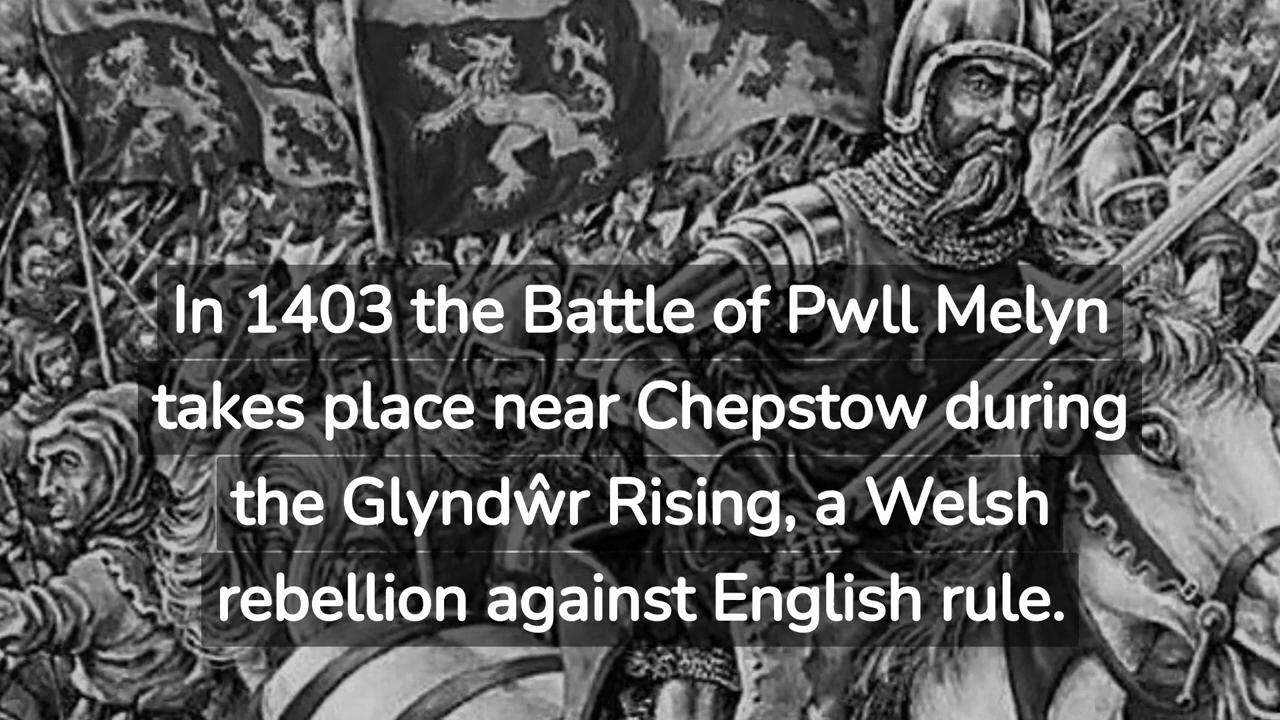 In 1403 the Battle of Pwll Melyn
takes place near Chepstow during
the Glyndŵr Rising, a Welsh
rebellion against English rule.